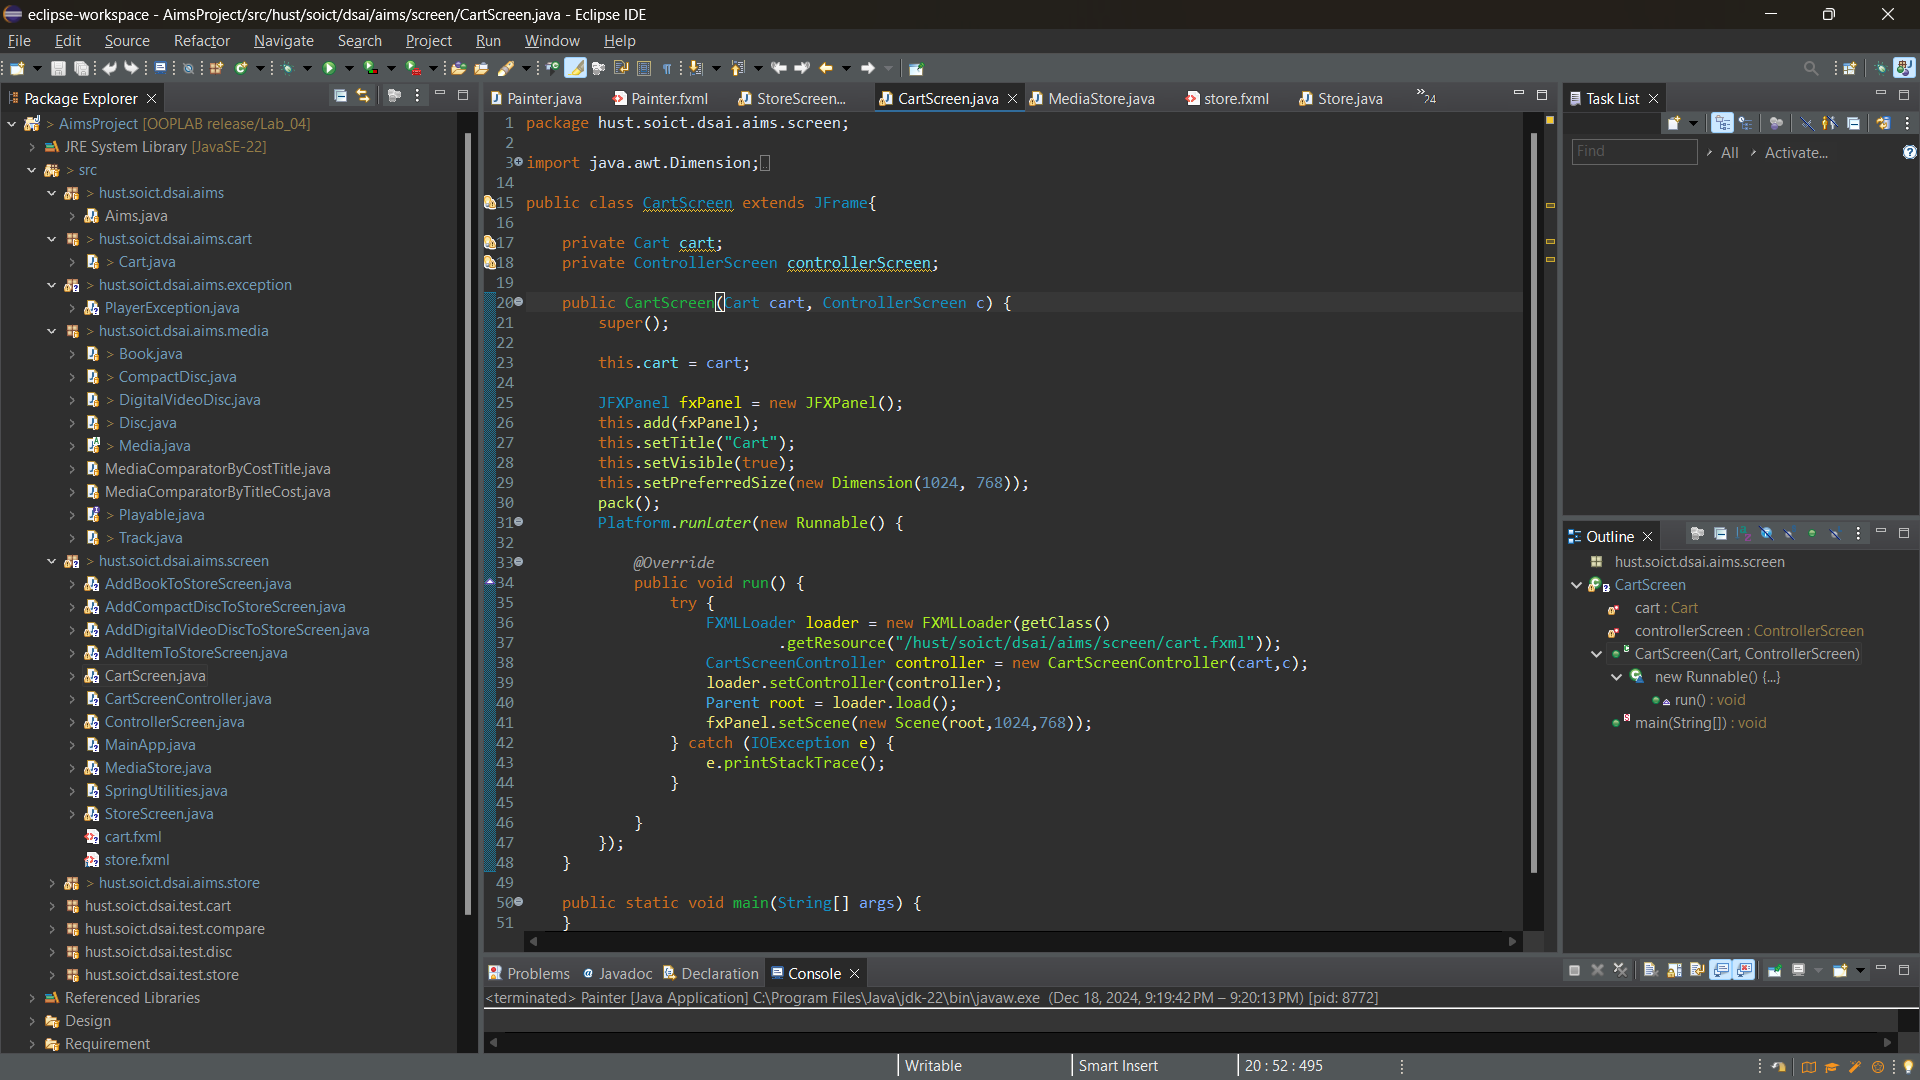 eclipse-workspace - AimsProject/src/hust/soict/dsai/aims/screen/CartScreen.java - Eclipse IDE
File Edit Source Refactor Navigate Search Project Run Window Help
Package Explorer
Painter.java Painter.fxml StoreScreen... CartScreen.java MediaStore.java store.fxml Store.java »24
Task List
> AimsProject [OOPLAB release/Lab_04]
JRE System Library [JavaSE-22]
> src
> hust.soict.dsai.aims
Aims.java
> hust.soict.dsai.aims.cart
> Cart.java
> hust.soict.dsai.aims.exception
PlayerException.java
> hust.soict.dsai.aims.media
> Book.java
> CompactDisc.java
> DigitalVideoDisc.java
> Disc.java
> Media.java
MediaComparatorByCostTitle.java
MediaComparatorByTitleCost.java
> Playable.java
> Track.java
> hust.soict.dsai.aims.screen
AddBookToStoreScreen.java
AddCompactDiscToStoreScreen.java
AddDigitalVideoDiscToStoreScreen.java
AddItemToStoreScreen.java
CartScreen.java
CartScreenController.java
ControllerScreen.java
MainApp.java
MediaStore.java
SpringUtilities.java
StoreScreen.java
cart.fxml
store.fxml
> hust.soict.dsai.aims.store
hust.soict.dsai.test.cart
hust.soict.dsai.test.compare
hust.soict.dsai.test.disc
hust.soict.dsai.test.store
Referenced Libraries
Design
Requirement
1 package hust.soict.dsai.aims.screen;
2
3 import java.awt.Dimension;
14
15 public class CartScreen extends JFrame{
16
17 private Cart cart;
18 private ControllerScreen controllerScreen;
19
20 public CartScreen(Cart cart, ControllerScreen c) {
21 super();
22
23 this.cart = cart;
24
25 JFXPanel fxPanel = new JFXPanel();
26 this.add(fxPanel);
27 this.setTitle("Cart");
28 this.setVisible(true);
29 this.setPreferredSize(new Dimension(1024, 768));
30 pack();
31 Platform.runLater(new Runnable() {
32
33 @Override
34 public void run() {
35 try {
36 FXMLLoader loader = new FXMLLoader(getClass()
37 .getResource("/hust/soict/dsai/aims/screen/cart.fxml"));
38 CartScreenController controller = new CartScreenController(cart,c);
39 loader.setController(controller);
40 Parent root = loader.load();
41 fxPanel.setScene(new Scene(root,1024,768));
42 } catch (IOException e) {
43 e.printStackTrace();
44 }
45
46 }
47 });
48 }
49
50 public static void main(String[] args) {
51 }
Find All Activate...
Outline
hust.soict.dsai.aims.screen
CartScreen
cart : Cart
controllerScreen : ControllerScreen
CartScreen(Cart, ControllerScreen)
new Runnable() {...}
run() : void
main(String[]) : void
Problems Javadoc Declaration Console
<terminated> Painter [Java Application] C:\Program Files\Java\jdk-22\bin\javaw.exe (Dec 18, 2024, 9:19:42 PM – 9:20:13 PM) [pid: 8772]
Writable Smart Insert 20 : 52 : 495